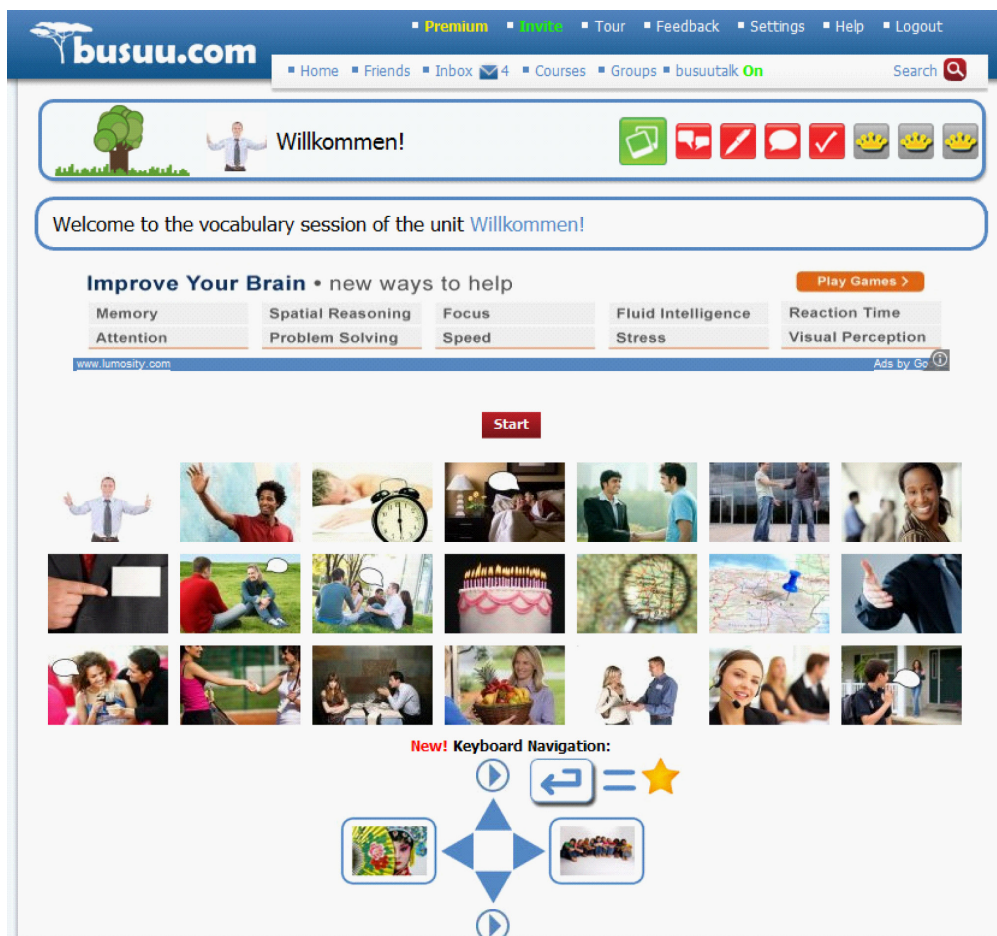 Premium Invite Tour Feedback Settings Help Logout
busuu.com
Home Friends Inbox 4 Courses Groups busuutalk On Search
Willkommen!
Welcome to the vocabulary session of the unit Willkommen!
Improve Your Brain • new ways to help
Play Games >
Memory Spatial Reasoning Focus Fluid Intelligence Reaction Time
Attention Problem Solving Speed Stress Visual Perception
www.lumosity.com Ads by Go
Start
New! Keyboard Navigation: